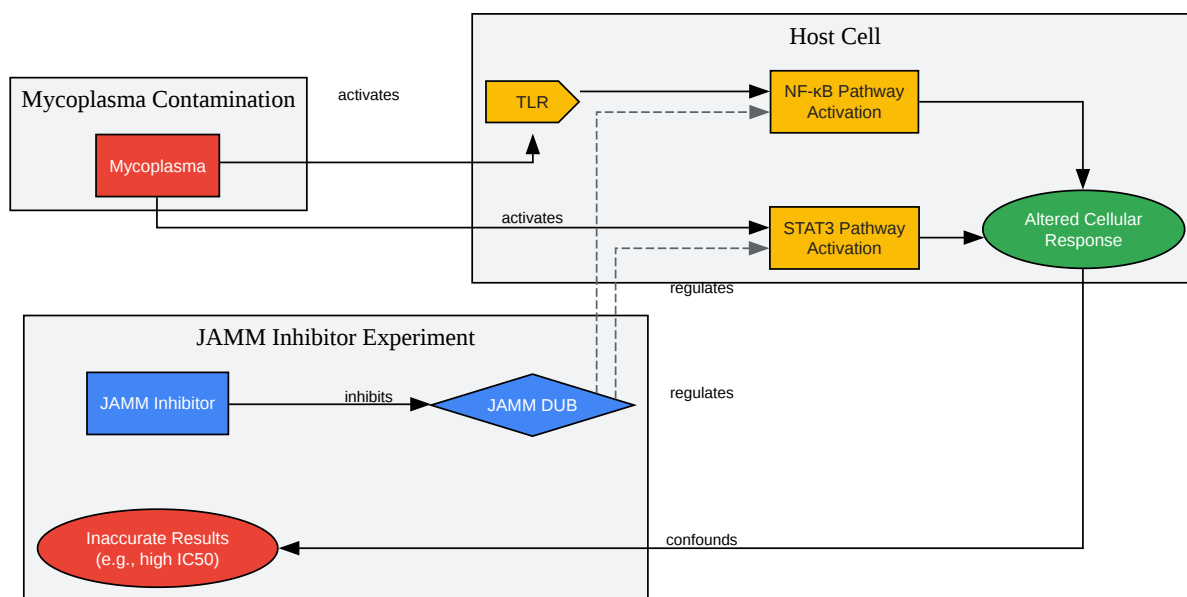 Host Cell
Mycoplasma Contamination
activates
TLR
NF-κB Pathway
Activation
Mycoplasma
activates
STAT3 Pathway
Activation
Altered Cellular
Response
regulates
JAMM Inhibitor Experiment
JAMM Inhibitor
inhibits
JAMM DUB
regulates
Inaccurate Results
(e.g., high IC50)
confounds